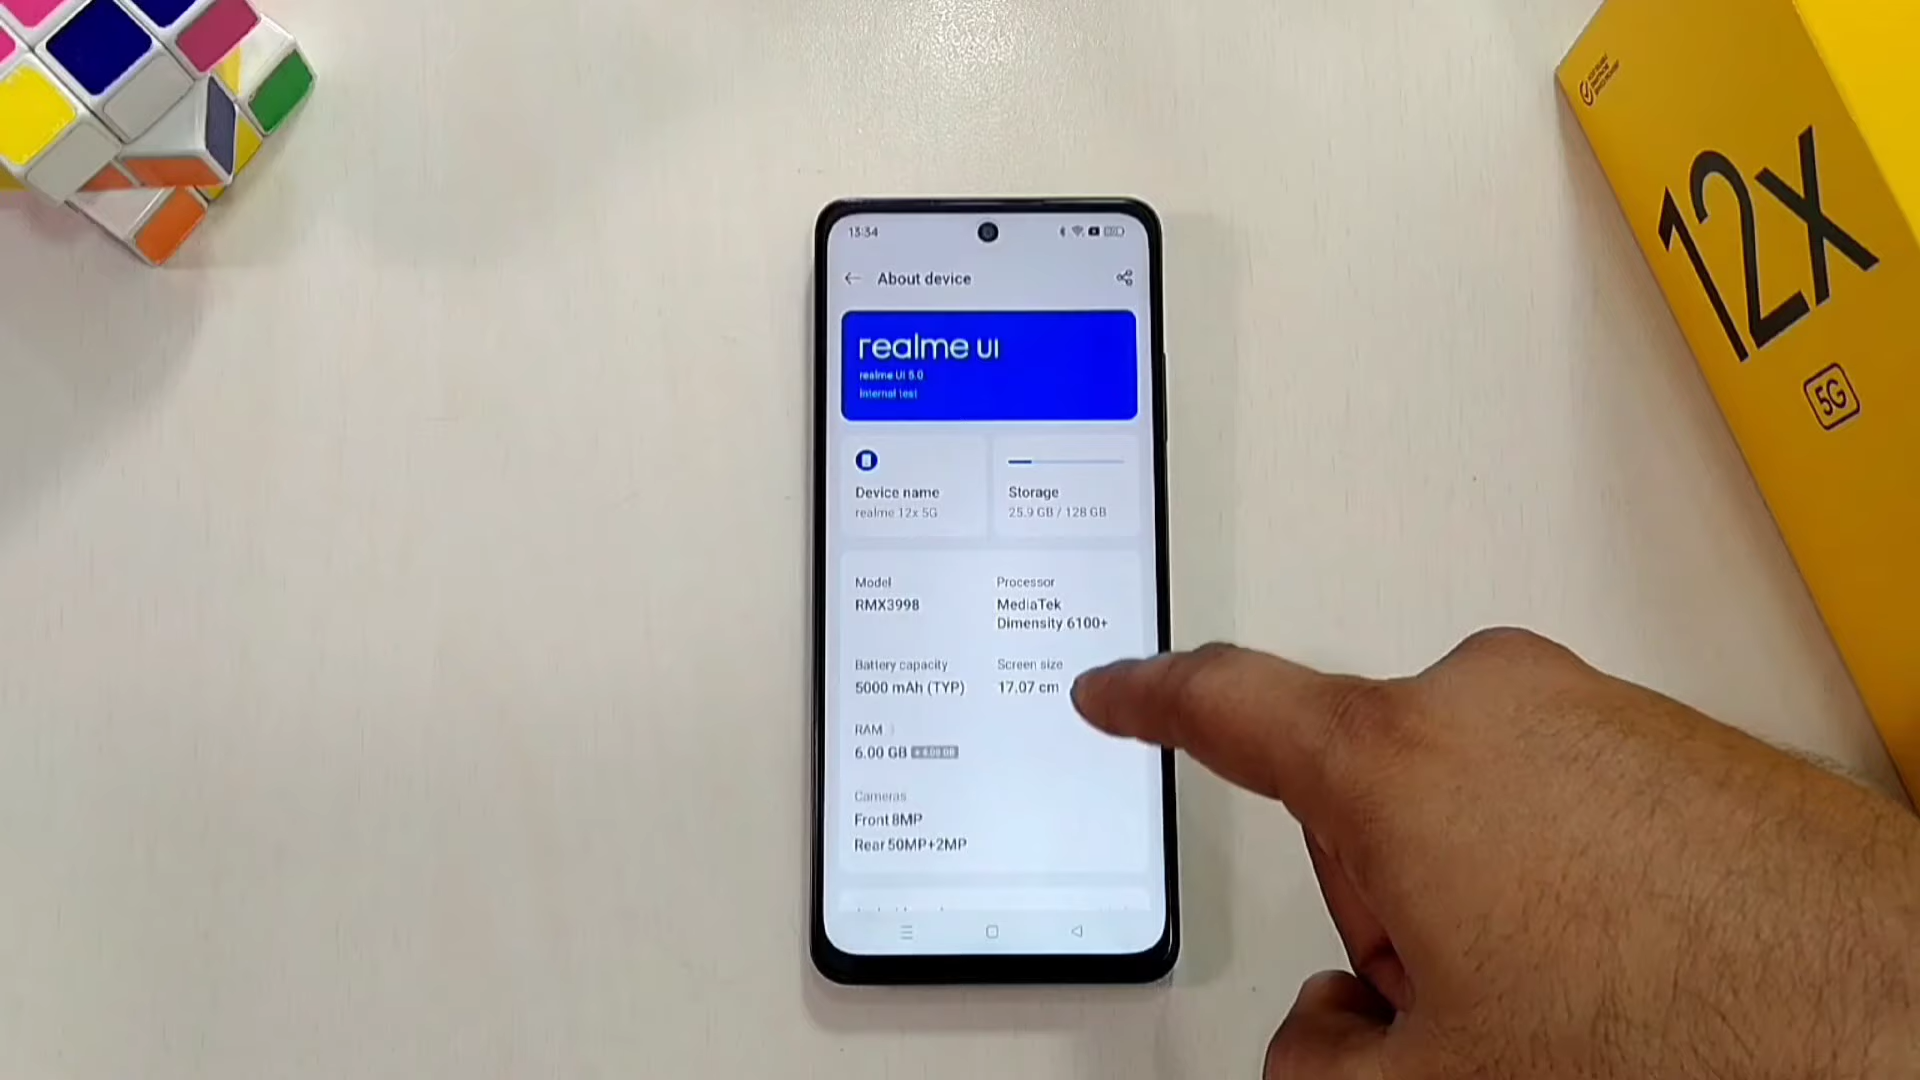 13:34
About device
realme UI
realme UI 5.0
Internal test
Device name
realme 12x 5G
Storage
25.9 GB / 128 GB
Model
RMX3998
Processor
MediaTek
Dimensity 6100+
Battery capacity
5000 mAh (TYP)
Screen size
17.07 cm
RAM
6.00 GB
Cameras
Front 8MP
Rear 50MP+2MP
12x
5G